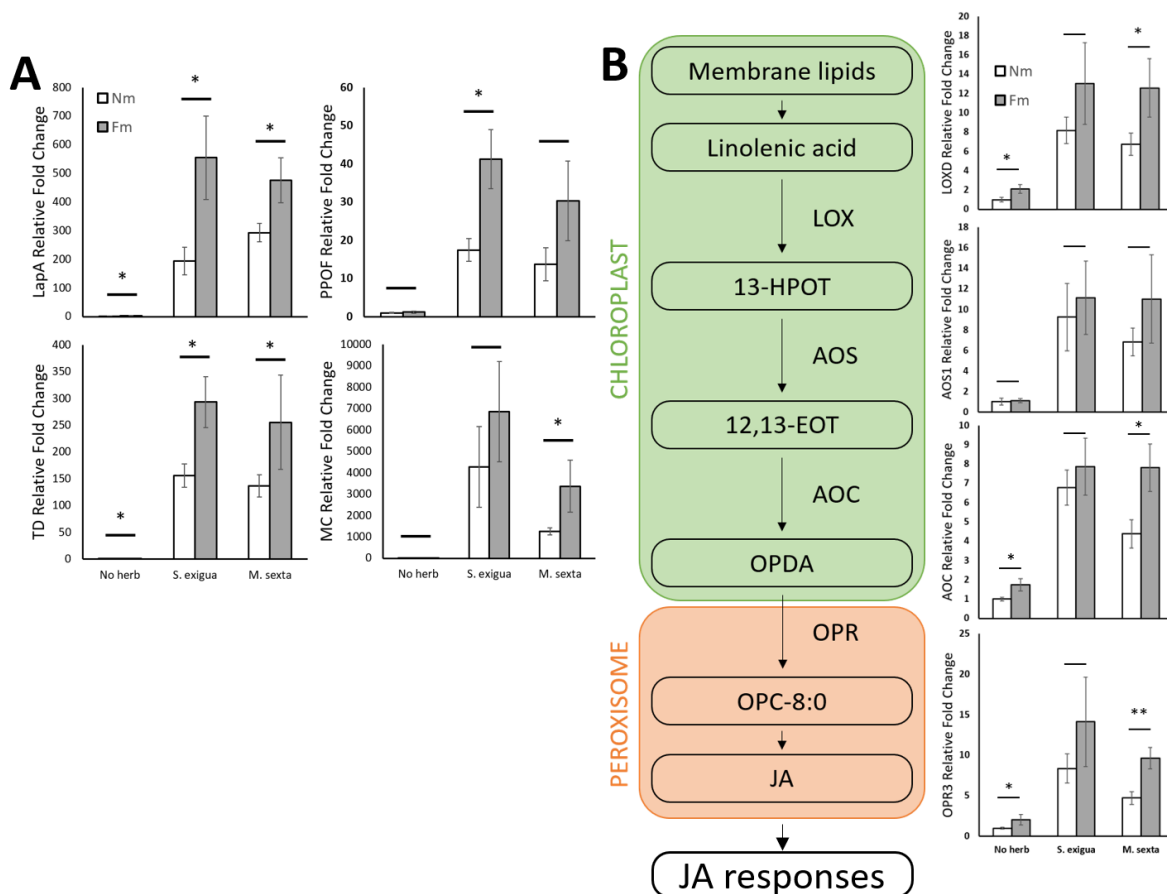 A
LapA Relative Fold Change
800
700
600
500
400
300
200
100
0
Nm
Fm
*
*
*
PPOF Relative Fold Change
60
50
40
30
20
10
0
*
TD Relative Fold Change
400
350
300
250
200
150
100
50
0
*
*
*
No herb
S. exigua
M. sexta
MC Relative Fold Change
10000
9000
8000
7000
6000
5000
4000
3000
2000
1000
0
*
No herb
S. exigua
M. sexta
B
CHLOROPLAST
Membrane lipids
Linolenic acid
LOX
13-HPOT
AOS
12,13-EOT
AOC
OPDA
PEROXISOME
OPR
OPC-8:0
JA
JA responses
LOXD Relative Fold Change
20
18
16
14
12
10
8
6
4
2
0
Nm
Fm
*
*
AOS1 Relative Fold Change
18
16
14
12
10
8
6
4
2
0
AOC Relative Fold Change
10
9
8
7
6
5
4
3
2
1
0
*
*
OPR3 Relative Fold Change
25
20
15
10
5
0
*
**
No herb
S. exigua
M. sexta